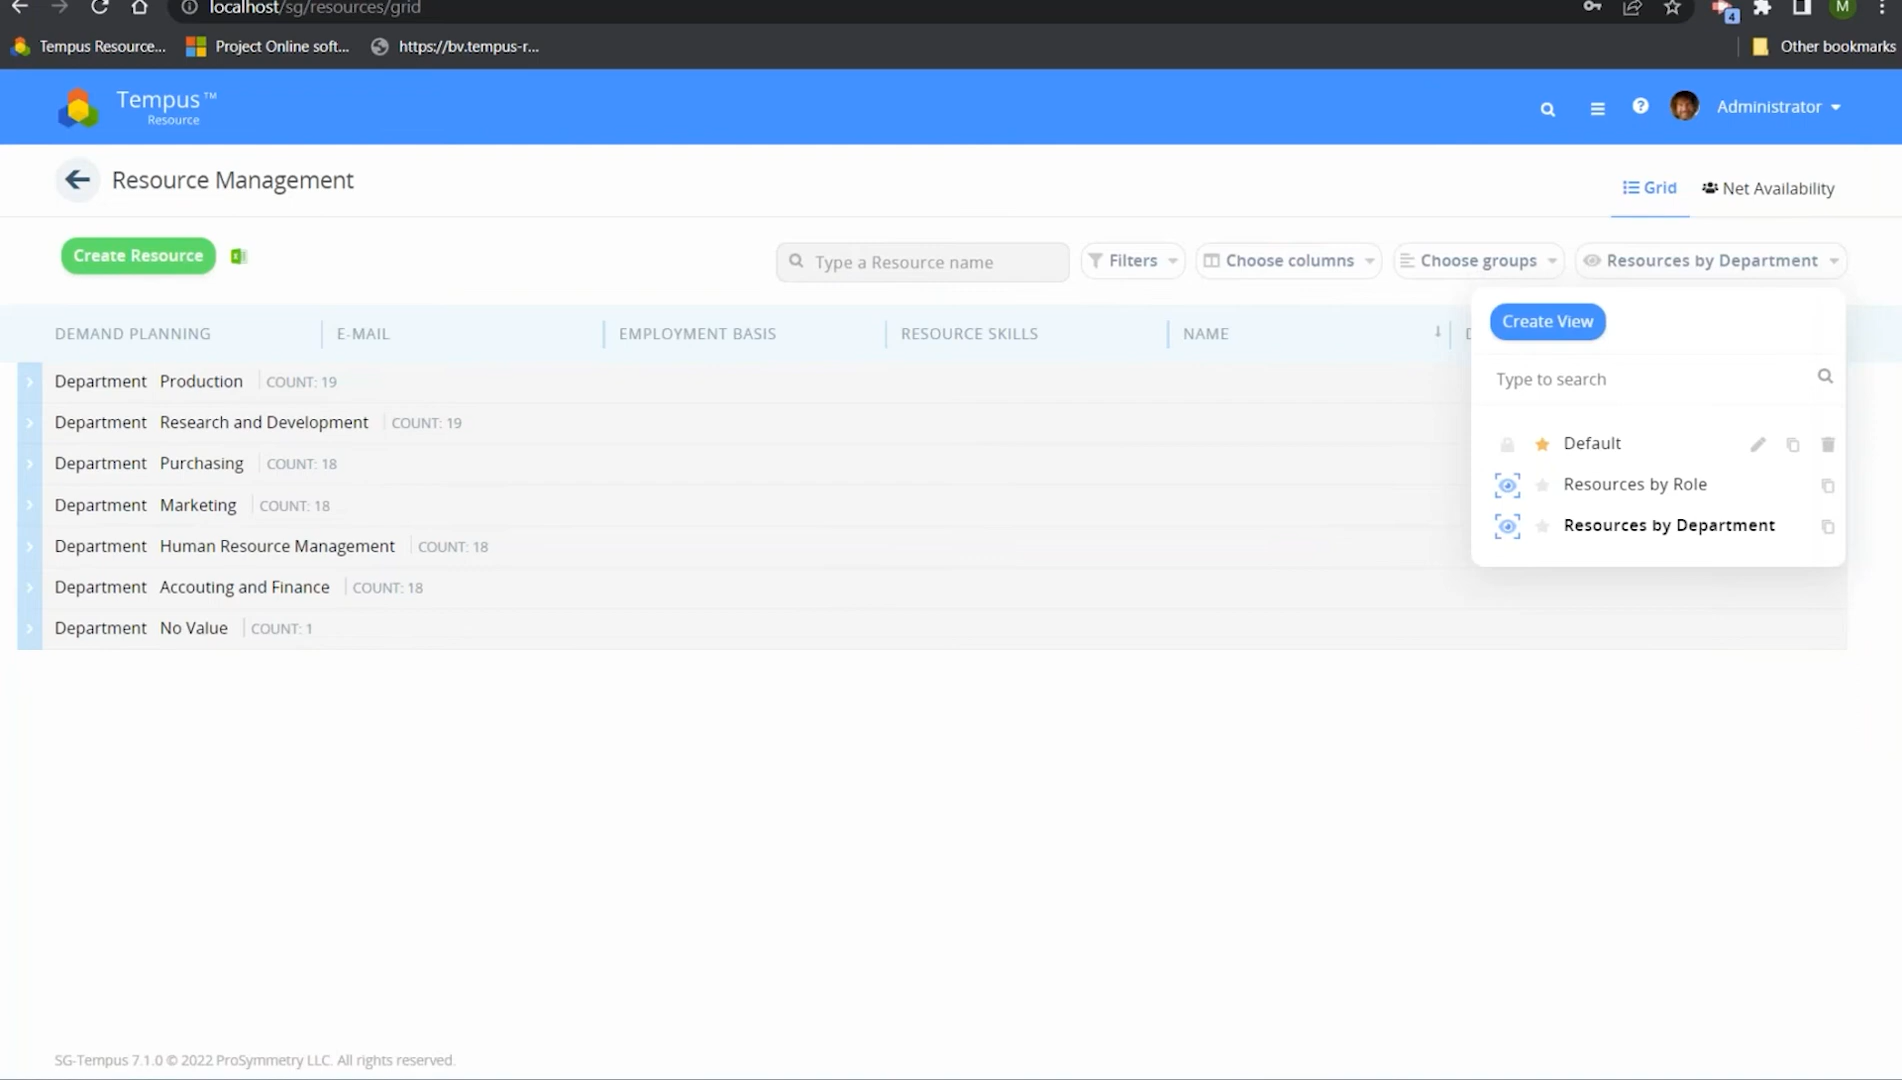 localhost/sg/resources/grid
4
M
Tempus Resource...
Project Online soft...
https://bv.tempus-r...
Other bookmarks
Tempus™
Resource
Administrator
Resource Management
Grid
Net Availability
Create Resource
Type a Resource name
Filters
Choose columns
Choose groups
Resources by Department
Create View
DEMAND PLANNING
E-MAIL
EMPLOYMENT BASIS
RESOURCE SKILLS
NAME
Type to search
Department Production COUNT: 19
Department Research and Development COUNT: 19
Department Purchasing COUNT: 18
Department Marketing COUNT: 18
Department Human Resource Management COUNT: 18
Department Accouting and Finance COUNT: 18
Department No Value COUNT: 1
Default
Resources by Role
Resources by Department
SG-Tempus 7.1.0 © 2022 ProSymmetry LLC. All rights reserved.